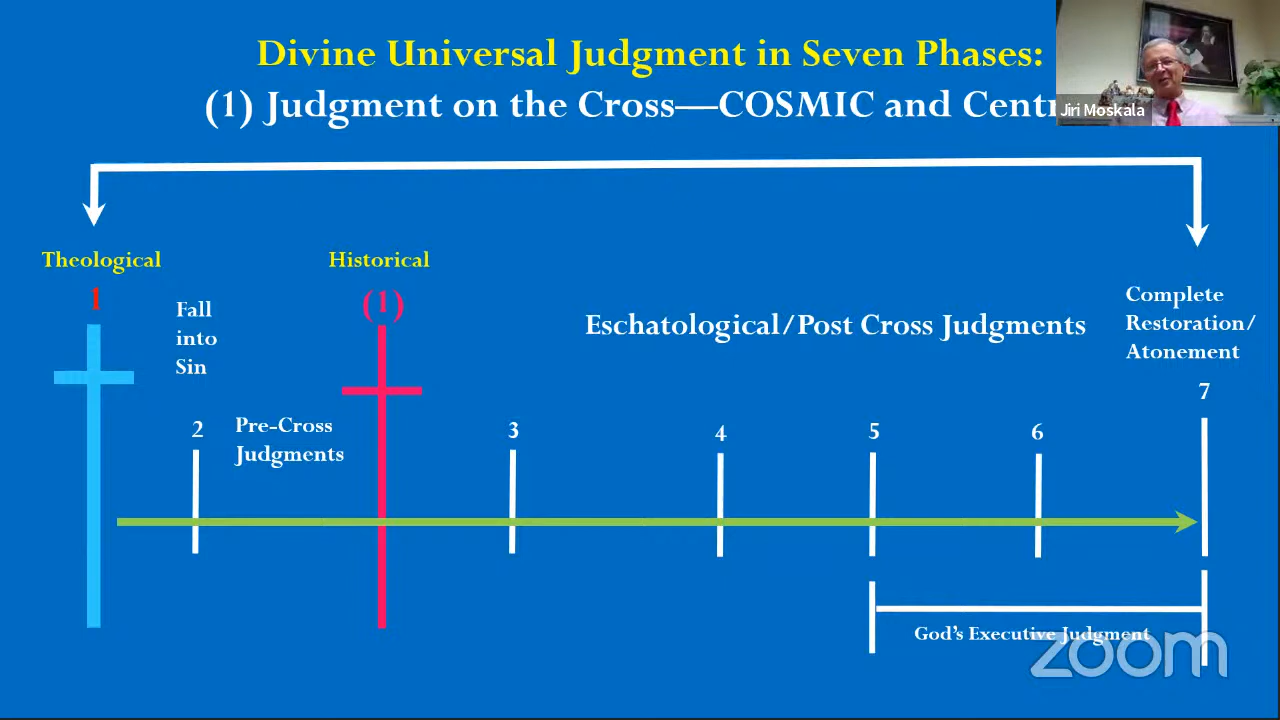 Divine Universal Judgment in Seven Phases:
(1) Judgment on the Cross—COSMIC and Centr
Jiri Moskala
Theological
Historical
1
(1)
Fall
into
Sin
Eschatological/Post Cross Judgments
Complete
Restoration/
Atonement
7
2
Pre-Cross
Judgments
3
4
5
6
God's Executive Judgment
zoom